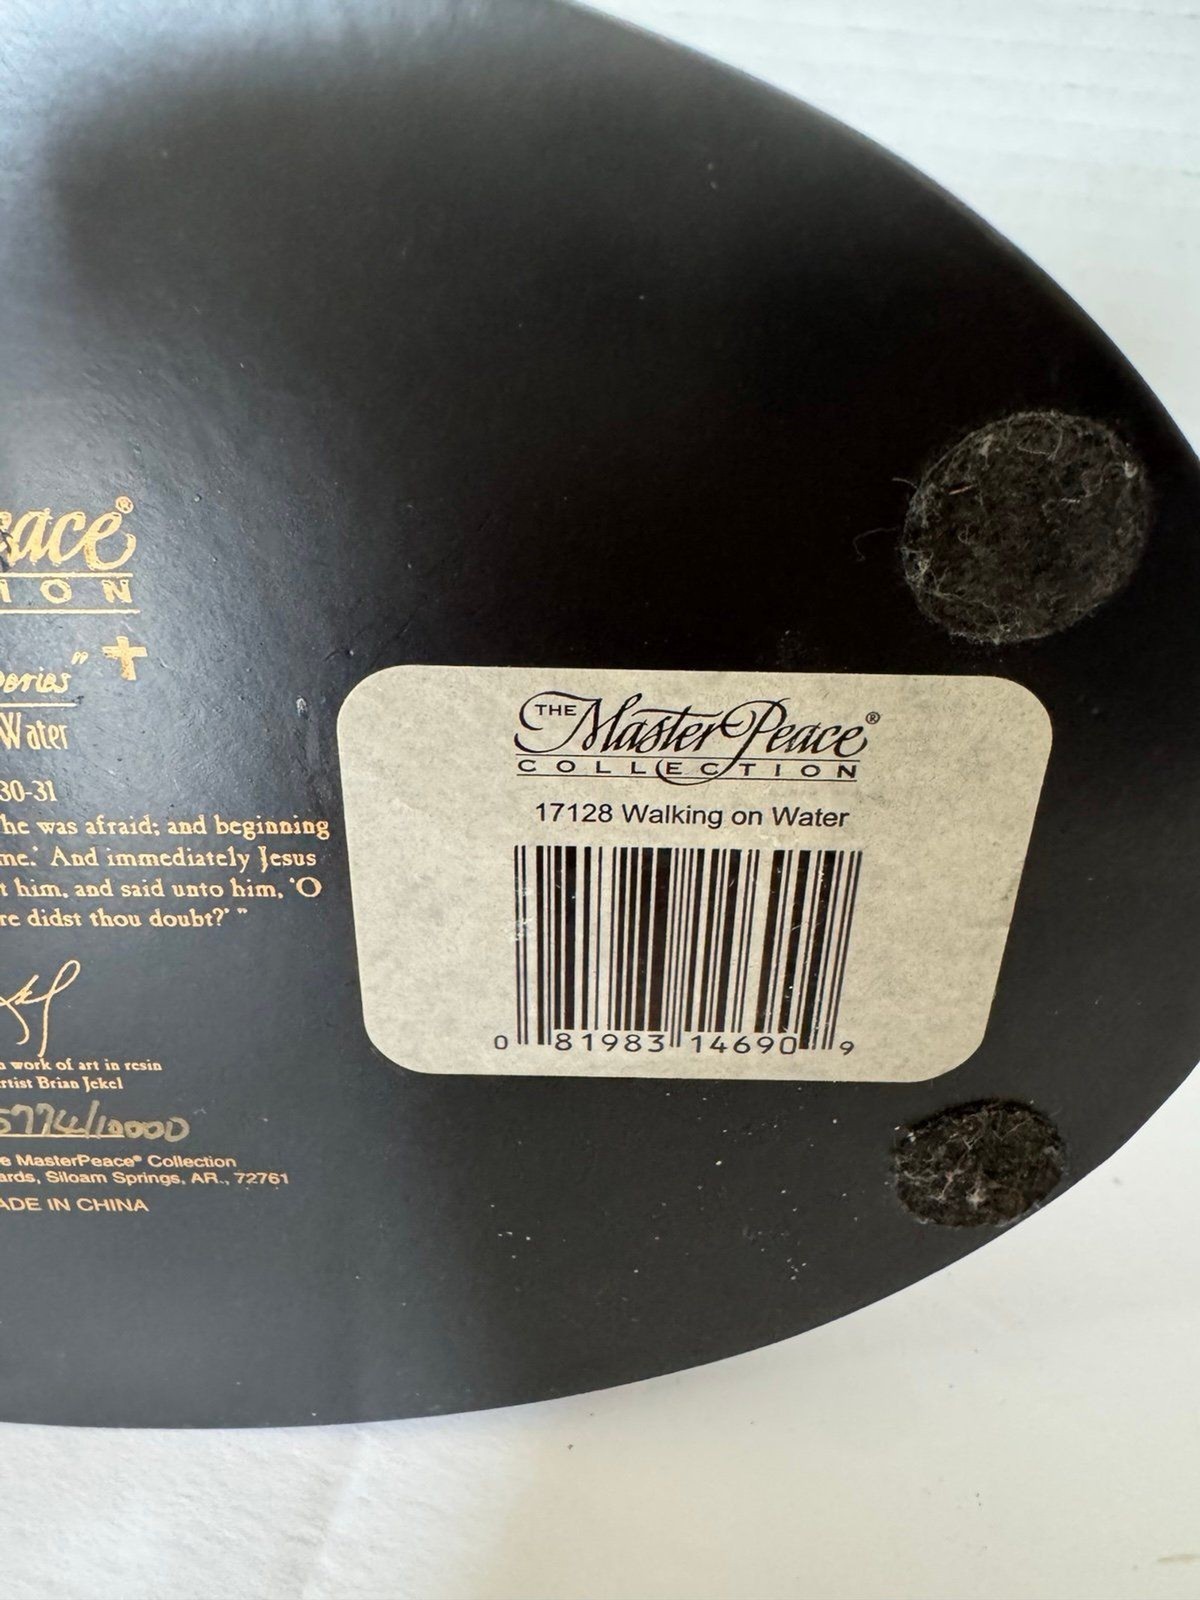 eace®
ION
eries"
Water
30-31
he was afraid; and beginning
me.' And immediately Jesus
t him, and said unto him, 'O
re didst thou doubt?' "
work of art in resin
rtist Brian Jekel
5774/10000
e MasterPeace® Collection
ards, Siloam Springs, AR., 72761
ADE IN CHINA
THE MasterPeace®
COLLECTION
17128 Walking on Water
0 81983 14690 9